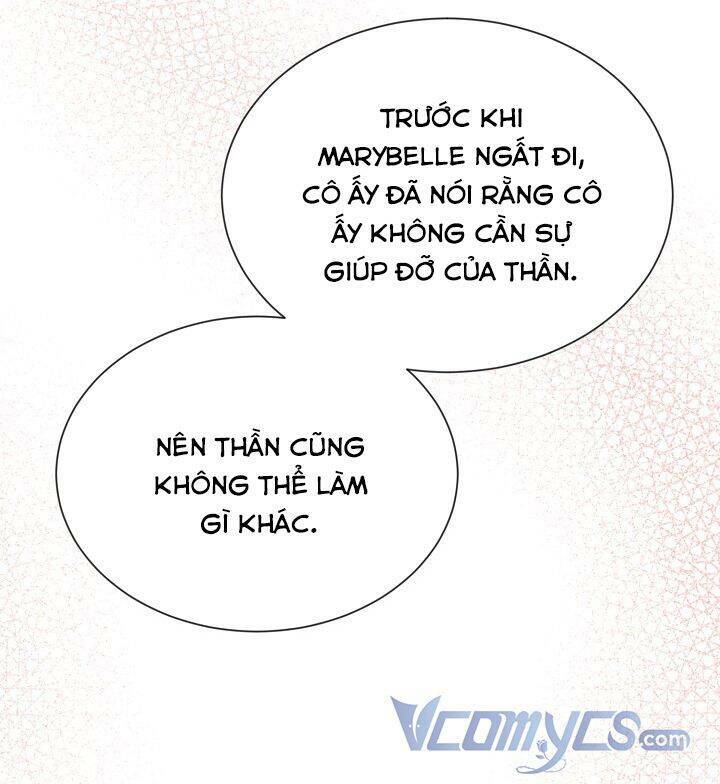 TRƯỚC KHI
MARYBELLE NGẤT ĐI,
CÔ ẤY ĐÃ NÓI RẰNG CÔ
ẤY KHÔNG CẦN SỰ
GIÚP ĐỠ CỦA THẦN.
NÊN THẦN CŨNG
KHÔNG THỂ LÀM
GÌ KHÁC.
VCOMYCS.com